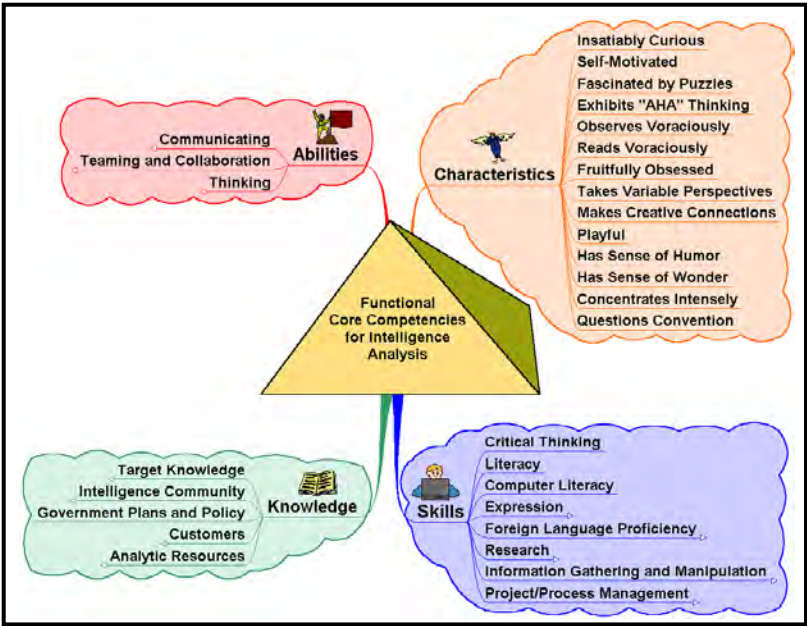 Communicating
Teaming and Collaboration
Thinking
Abilities
Insatiably Curious
Self-Motivated
Fascinated by Puzzles
Exhibits "AHA" Thinking
Observes Voraciously
Reads Voraciously
Fruitfully Obsessed
Takes Variable Perspectives
Makes Creative Connections
Playful
Has Sense of Humor
Has Sense of Wonder
Concentrates Intensely
Questions Convention
Characteristics
Functional
Core Competencies
for Intelligence
Analysis
Target Knowledge
Intelligence Community
Government Plans and Policy
Customers
Analytic Resources
Knowledge
Skills
Critical Thinking
Literacy
Computer Literacy
Expression
Foreign Language Proficiency
Research
Information Gathering and Manipulation
Project/Process Management